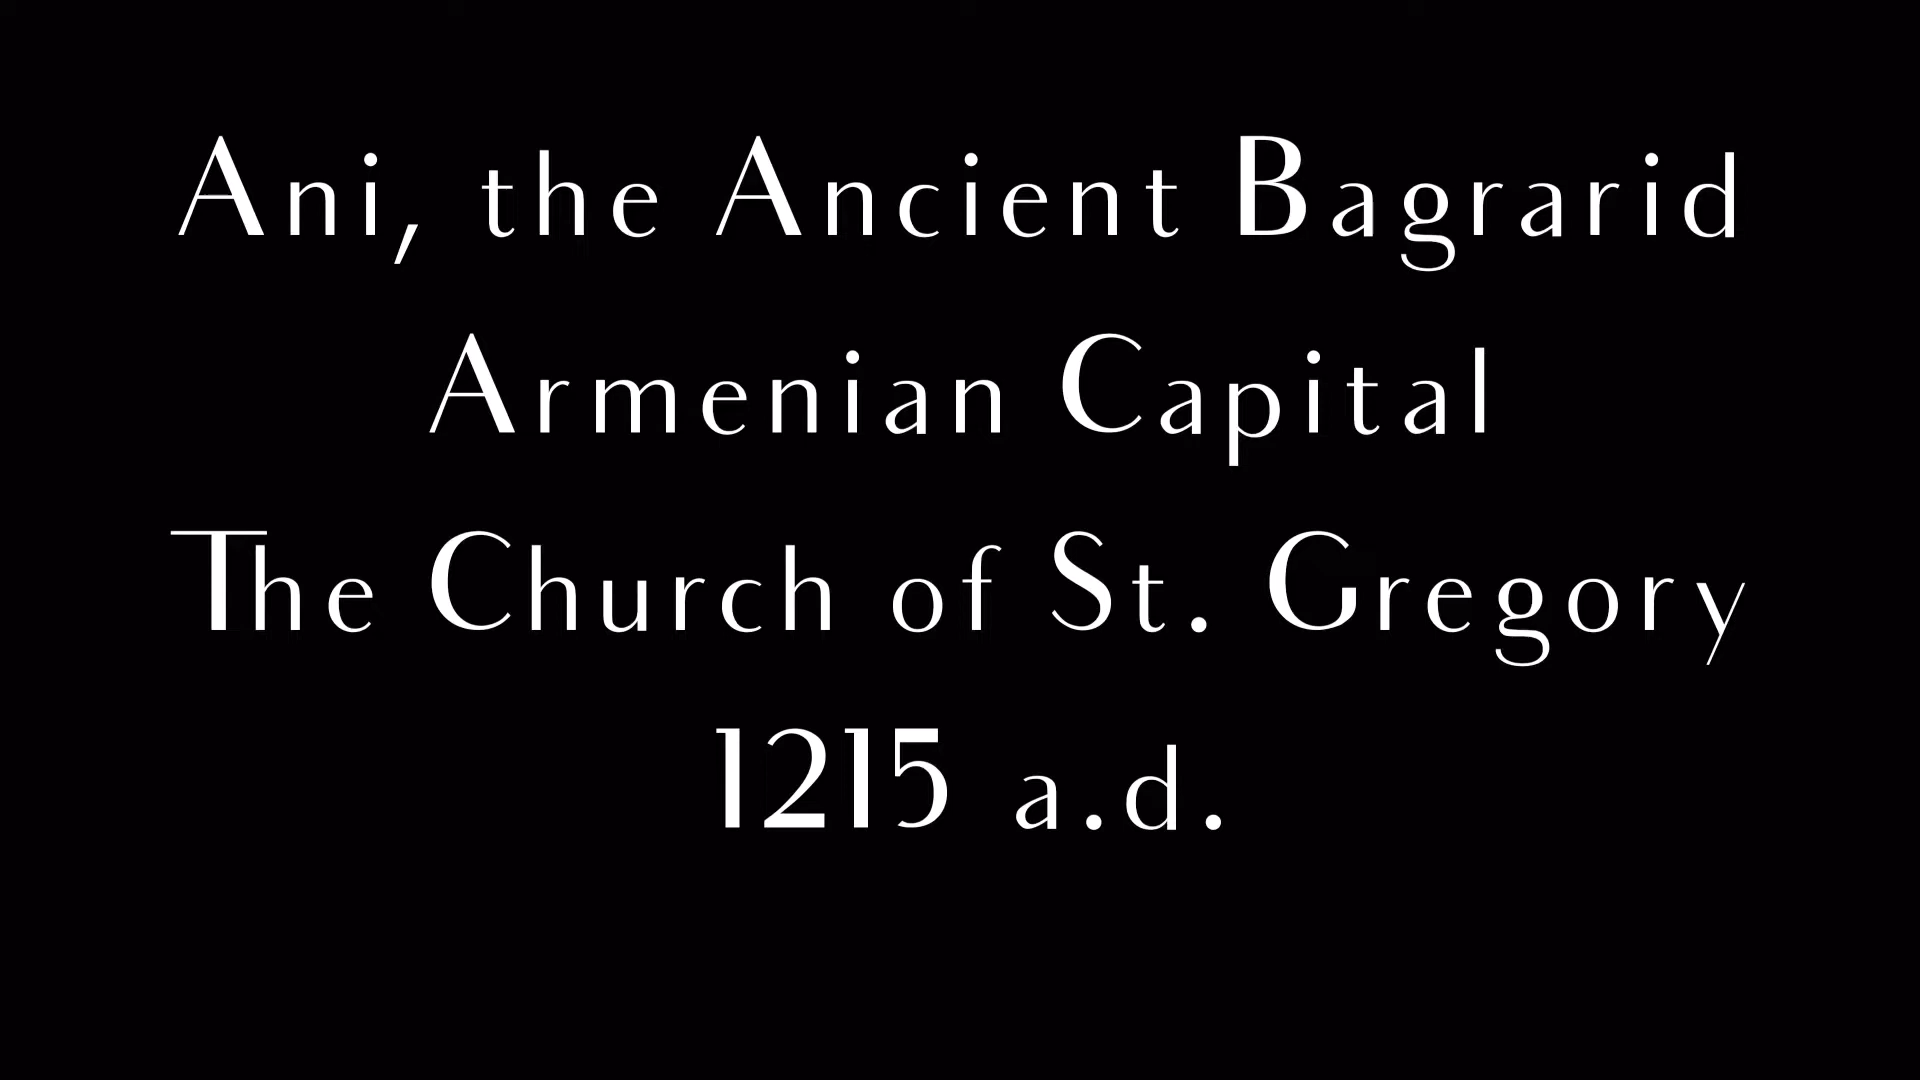 Ani, the Ancient Bagrarid
Armenian Capital
The Church of St. Gregory
1215 a.d.